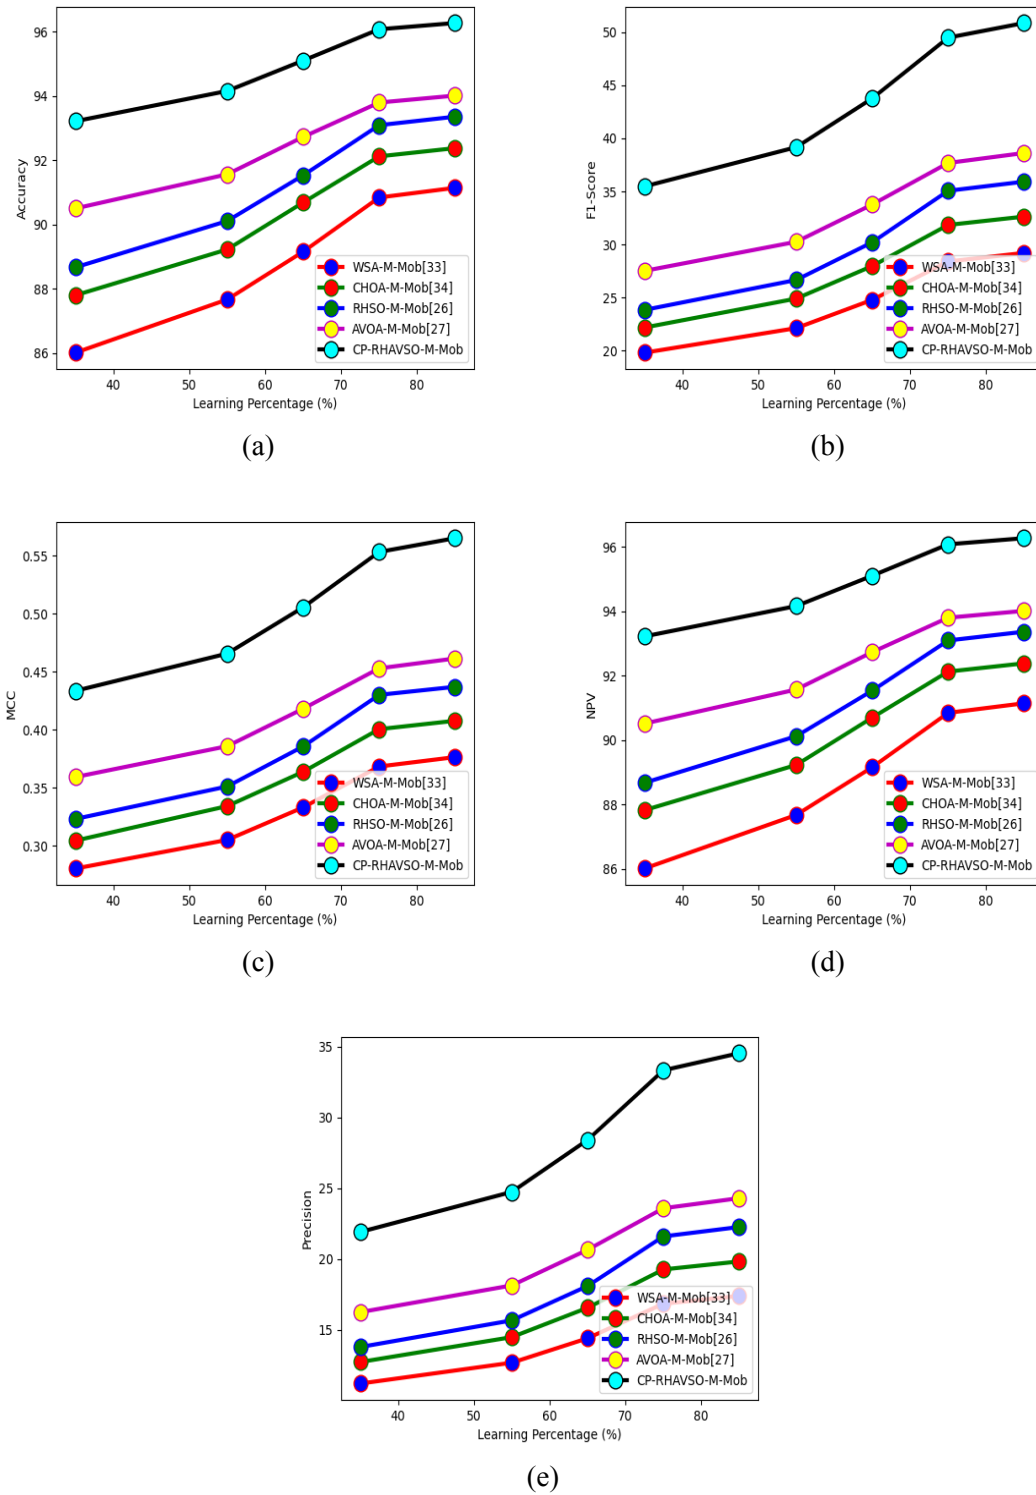 96
94
92
90
88
86
Accuracy
40 50 60 70 80
Learning Percentage (%)
WSA-M-Mob[33]
CHOA-M-Mob[34]
RHSO-M-Mob[26]
AVOA-M-Mob[27]
CP-RHAVSO-M-Mob
(a)
50
45
40
35
30
25
20
F1-Score
40 50 60 70 80
Learning Percentage (%)
WSA-M-Mob[33]
CHOA-M-Mob[34]
RHSO-M-Mob[26]
AVOA-M-Mob[27]
CP-RHAVSO-M-Mob
(b)
0.55
0.50
0.45
0.40
0.35
0.30
MCC
40 50 60 70 80
Learning Percentage (%)
WSA-M-Mob[33]
CHOA-M-Mob[34]
RHSO-M-Mob[26]
AVOA-M-Mob[27]
CP-RHAVSO-M-Mob
(c)
96
94
92
90
88
86
NPV
40 50 60 70 80
Learning Percentage (%)
WSA-M-Mob[33]
CHOA-M-Mob[34]
RHSO-M-Mob[26]
AVOA-M-Mob[27]
CP-RHAVSO-M-Mob
(d)
35
30
25
20
15
Precision
40 50 60 70 80
Learning Percentage (%)
WSA-M-Mob[33]
CHOA-M-Mob[34]
RHSO-M-Mob[26]
AVOA-M-Mob[27]
CP-RHAVSO-M-Mob
(e)